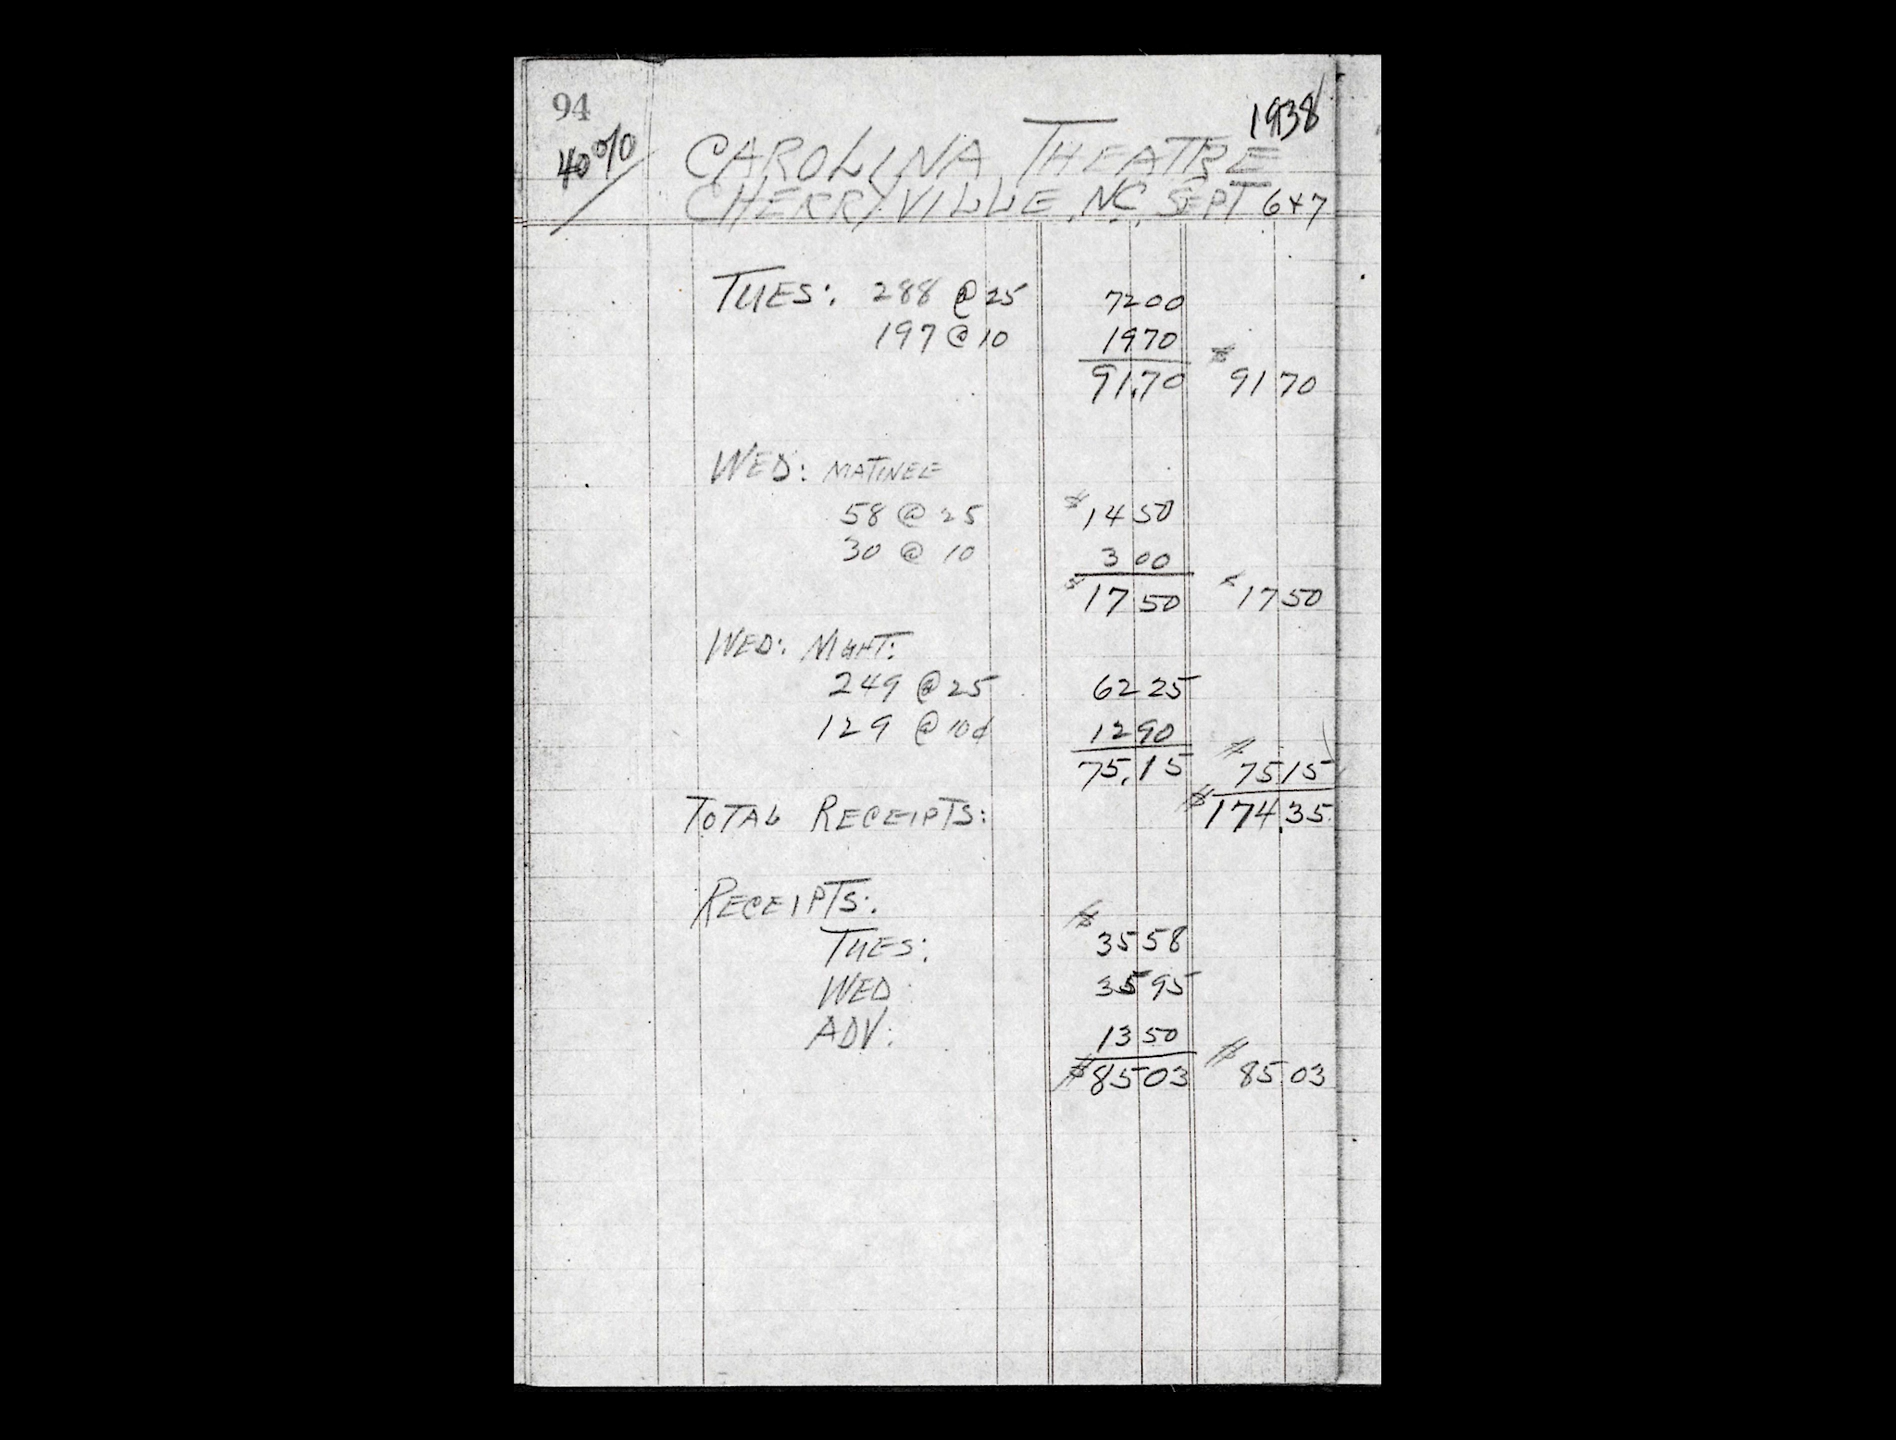 94
1938
40%
CAROLINA THEATRE
CHERRYVILLE, N.C. SEPT 6+7
TUES: 288 @ 25 7200
197 @ 10 1970
91.70 $ 91 70
WED: MATINEE
58 @ 25 $14 50
30 @ 10 3 00
$17 50 $17 50
WED: NIGHT:
249 @ 25 62 25
129 @ 10¢ 12 90
75.15 $ 75 15
TOTAL RECEIPTS: $174.35
RECEIPTS:
TUES: $ 35 58
WED: 35 95
ADV: 13 50
$85 03 $ 85 03